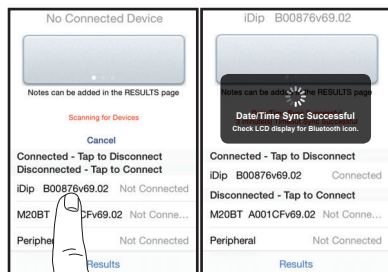 No Connected Device
Notes can be added in the RESULTS page
Scanning for Devices
Cancel
Connected - Tap to Disconnect
Disconnected - Tap to Connect
iDip B00876v69.02 Not Connected
M20BT CFv69.02 Not Conne...
Peripher Not Connected
Results
iDip B00876v69.02
Notes can be added the RESULTS page
Date/Time Sync Successful
Check LCD display for Bluetooth icon.
Connected - Tap to Disconnect
iDip B00876v69.02 Connected
Disconnected - Tap to Connect
M20BT A001CFv69.02 Not Conne...
Peripheral Not Connected
Results